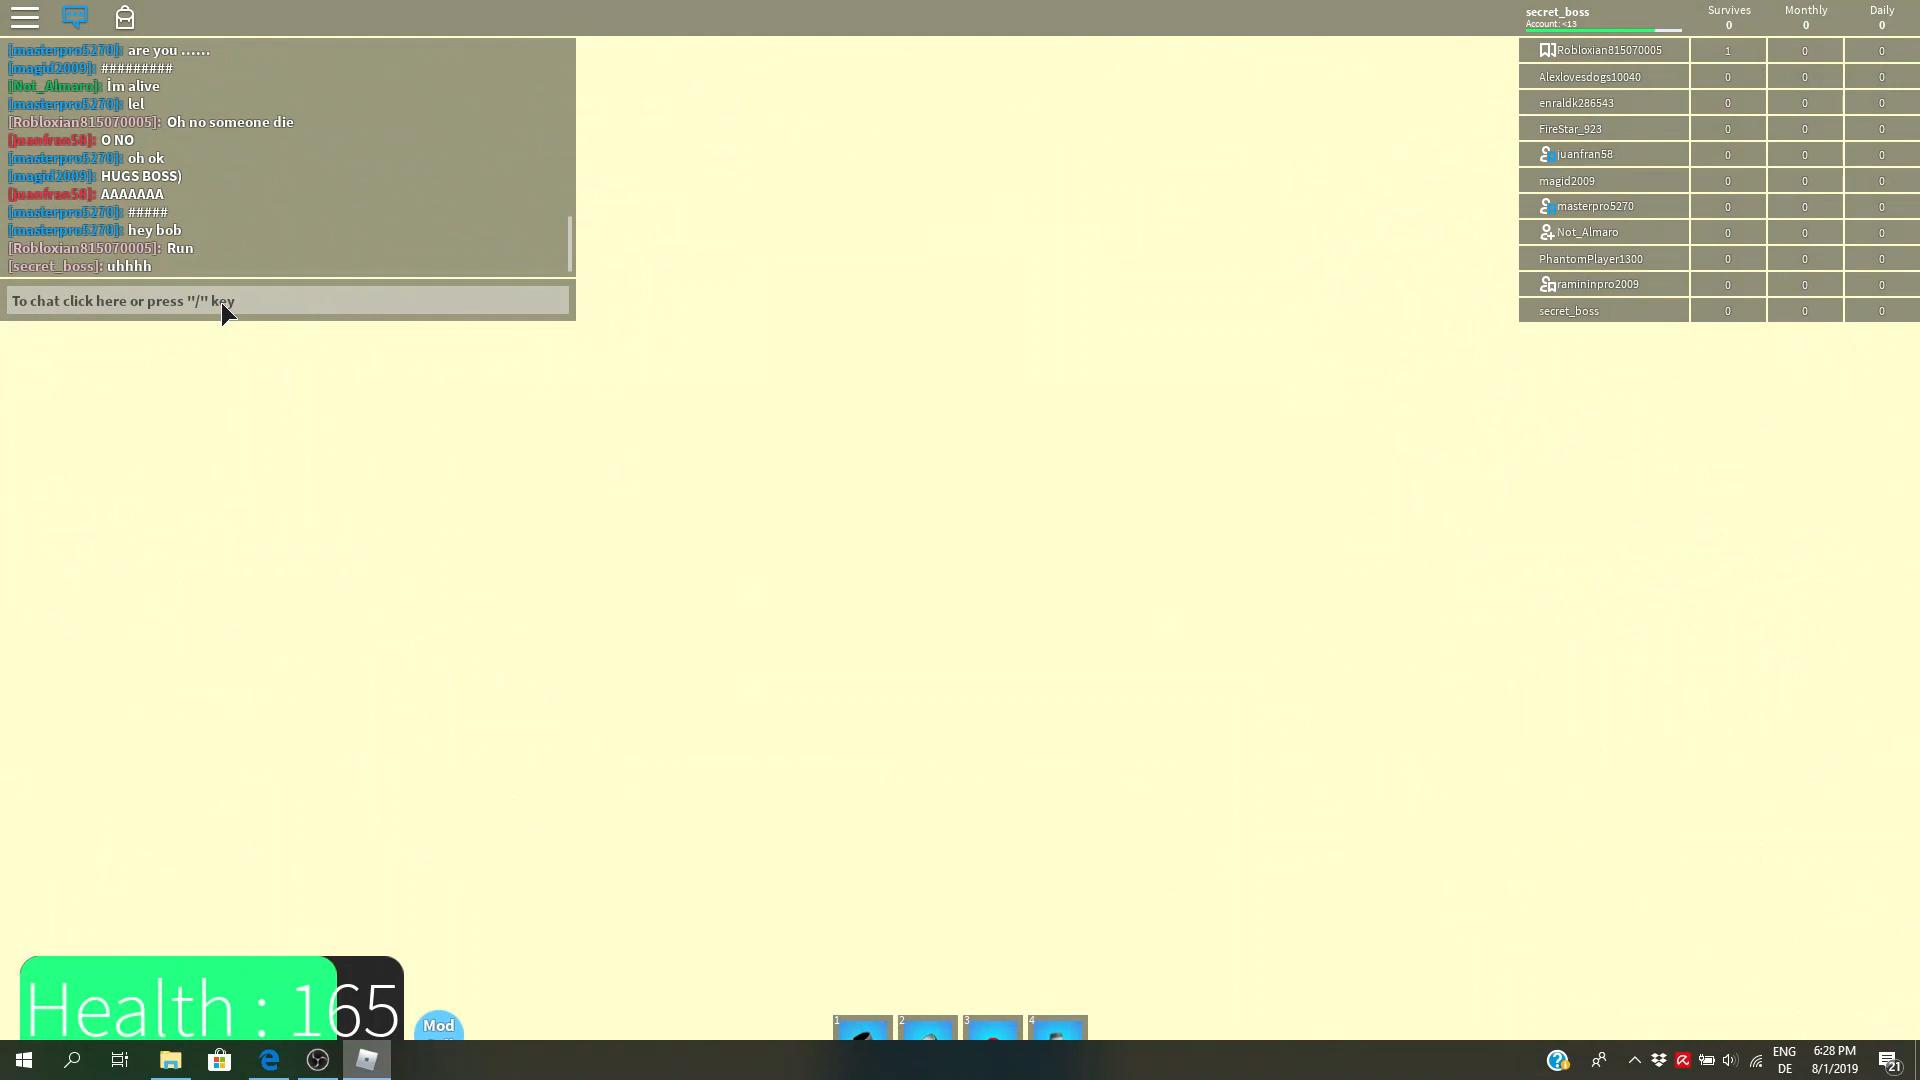 [masterpro5270]: are you ......
[magid2009]: #########
[Not_Almaro]: İm alive
[masterpro5270]: lel
[Robloxian815070005]: Oh no someone die
[juanfran58]: O NO
[masterpro5270]: oh ok
[magid2009]: HUGS BOSS)
[juanfran58]: AAAAAAA
[masterpro5270]: #####
[masterpro5270]: hey bob
[Robloxian815070005]: Run
[secret_boss]: uhhhh
To chat click here or press "/" key
secret_boss Survives Monthly Daily
Account: <13 0 0 0
Robloxian815070005 1 0 0
Alexlovesdogs10040 0 0 0
enraldk286543 0 0 0
FireStar_923 0 0 0
juanfran58 0 0 0
magid2009 0 0 0
masterpro5270 0 0 0
Not_Almaro 0 0 0
PhantomPlayer1300 0 0 0
ramininpro2009 0 0 0
secret_boss 0 0 0
Health : 165
Mod
1 2 3 4
ENG 6:28 PM
DE 8/1/2019 21